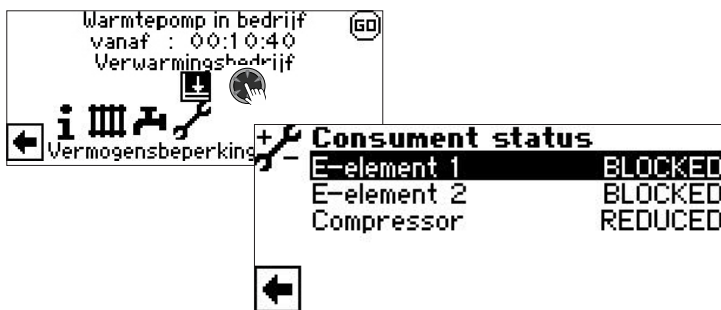 Warmtepomp in bedrijf
vanaf : 00:10:40
Verwarmingsbedrijf
GO
i
Vermogensbeperking
Consument status
E-element 1 BLOCKED
E-element 2 BLOCKED
Compressor REDUCED